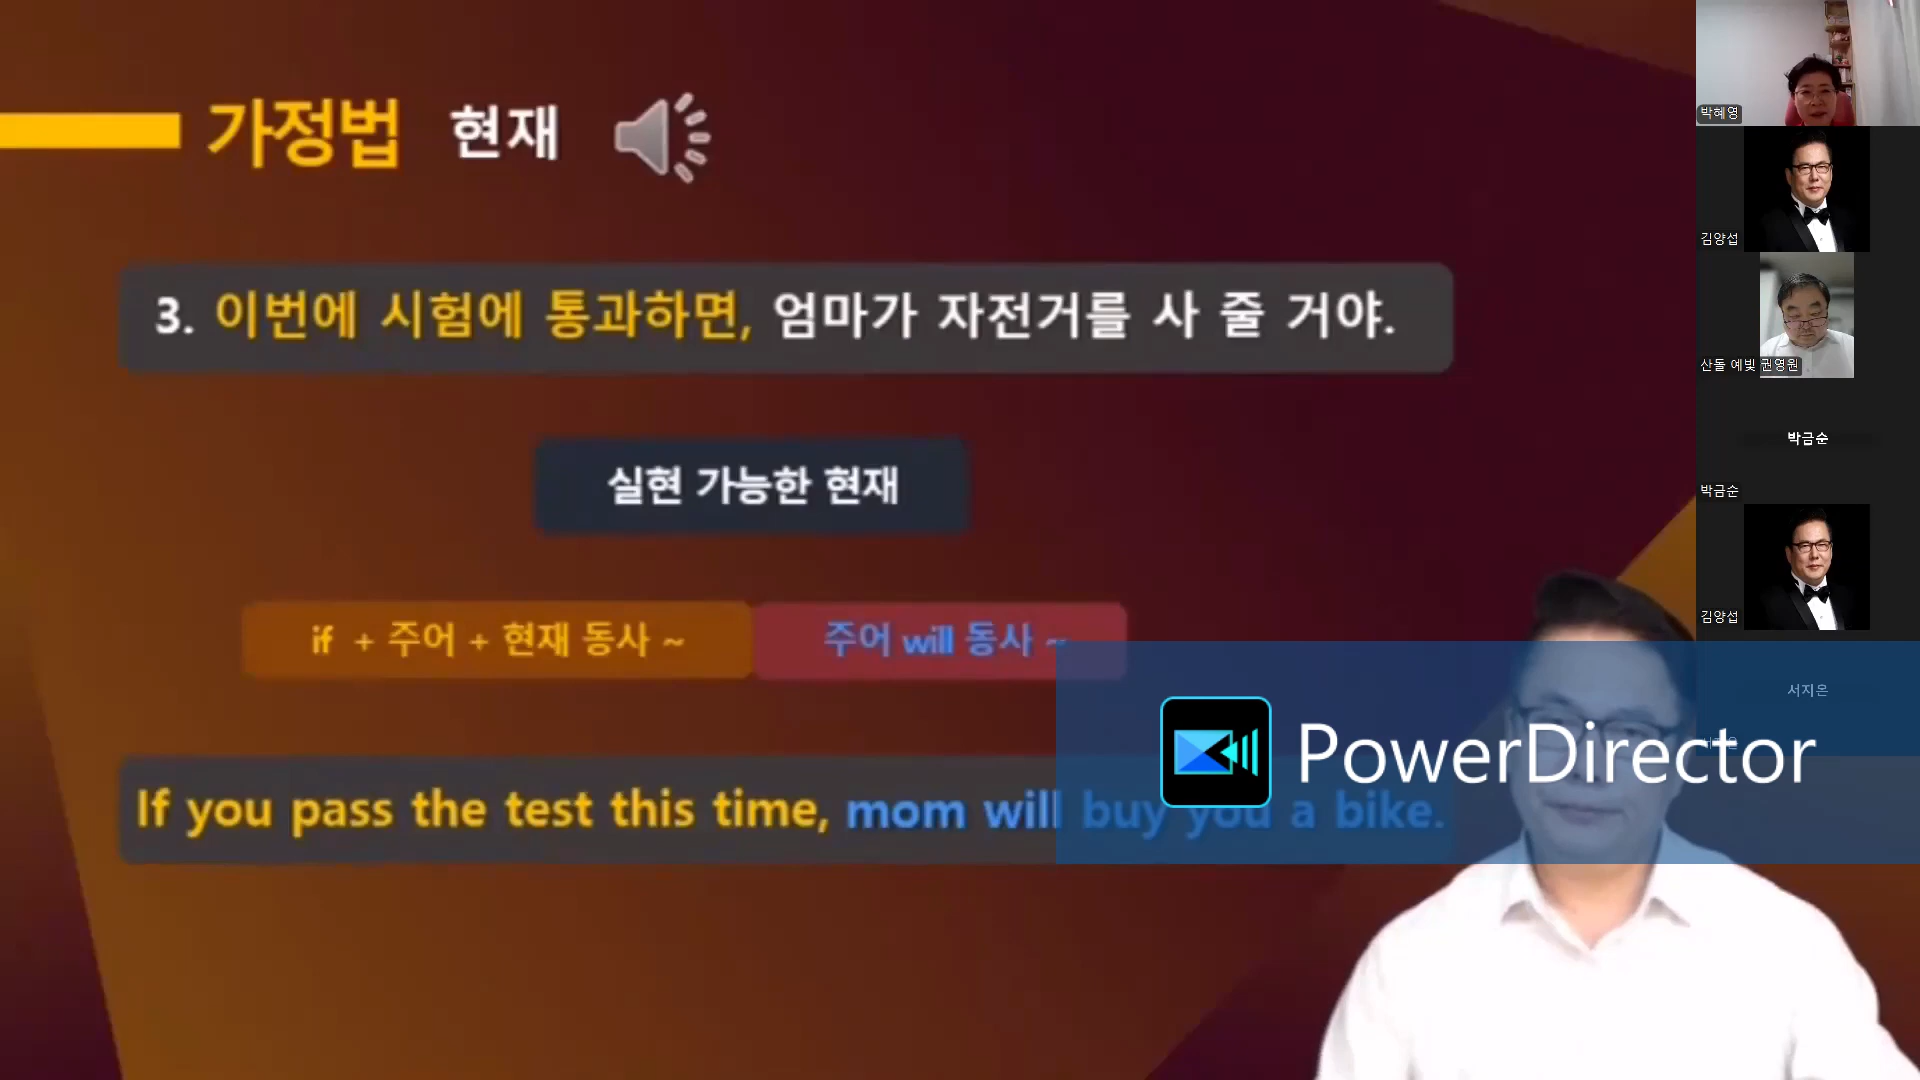 가정법 현재
3. 이번에 시험에 통과하면, 엄마가 자전거를 사 줄 거야.
실현 가능한 현재
if + 주어 + 현재 동사 ~ 주어 will 동사 ~
If you pass the test this time, mom will buy you a bike.
PowerDirector
박혜영
김양섭
산돌 예빛 권영원
박금순
박금순
김양섭
서지온